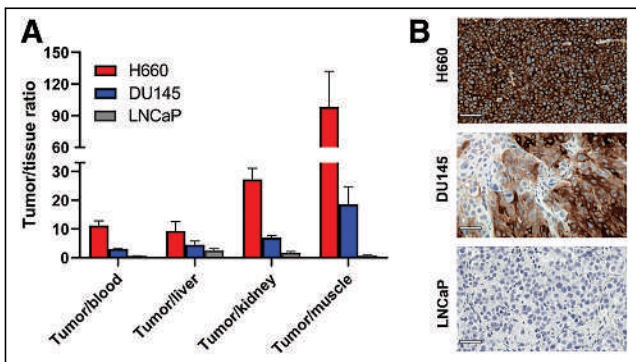 A
Tumor/tissue ratio
150
120
90
60
30
20
10
0
H660
DU145
LNCaP
Tumor/blood
Tumor/liver
Tumor/kidney
Tumor/muscle
B
H660
DU145
LNCaP